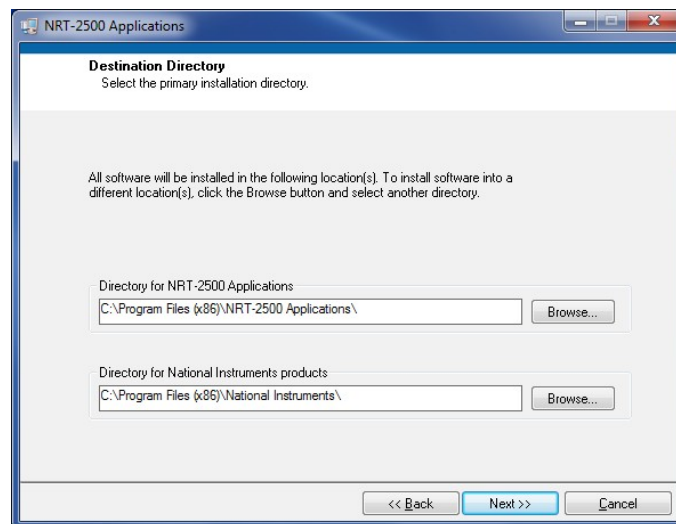 NRT-2500 Applications
Destination Directory
Select the primary installation directory.
All software will be installed in the following location(s). To install software into a
different location(s), click the Browse button and select another directory.
Directory for NRT-2500 Applications
C:\Program Files (x86)\NRT-2500 Applications\
Browse...
Directory for National Instruments products
C:\Program Files (x86)\National Instruments\
Browse...
<< Back
Next >>
Cancel